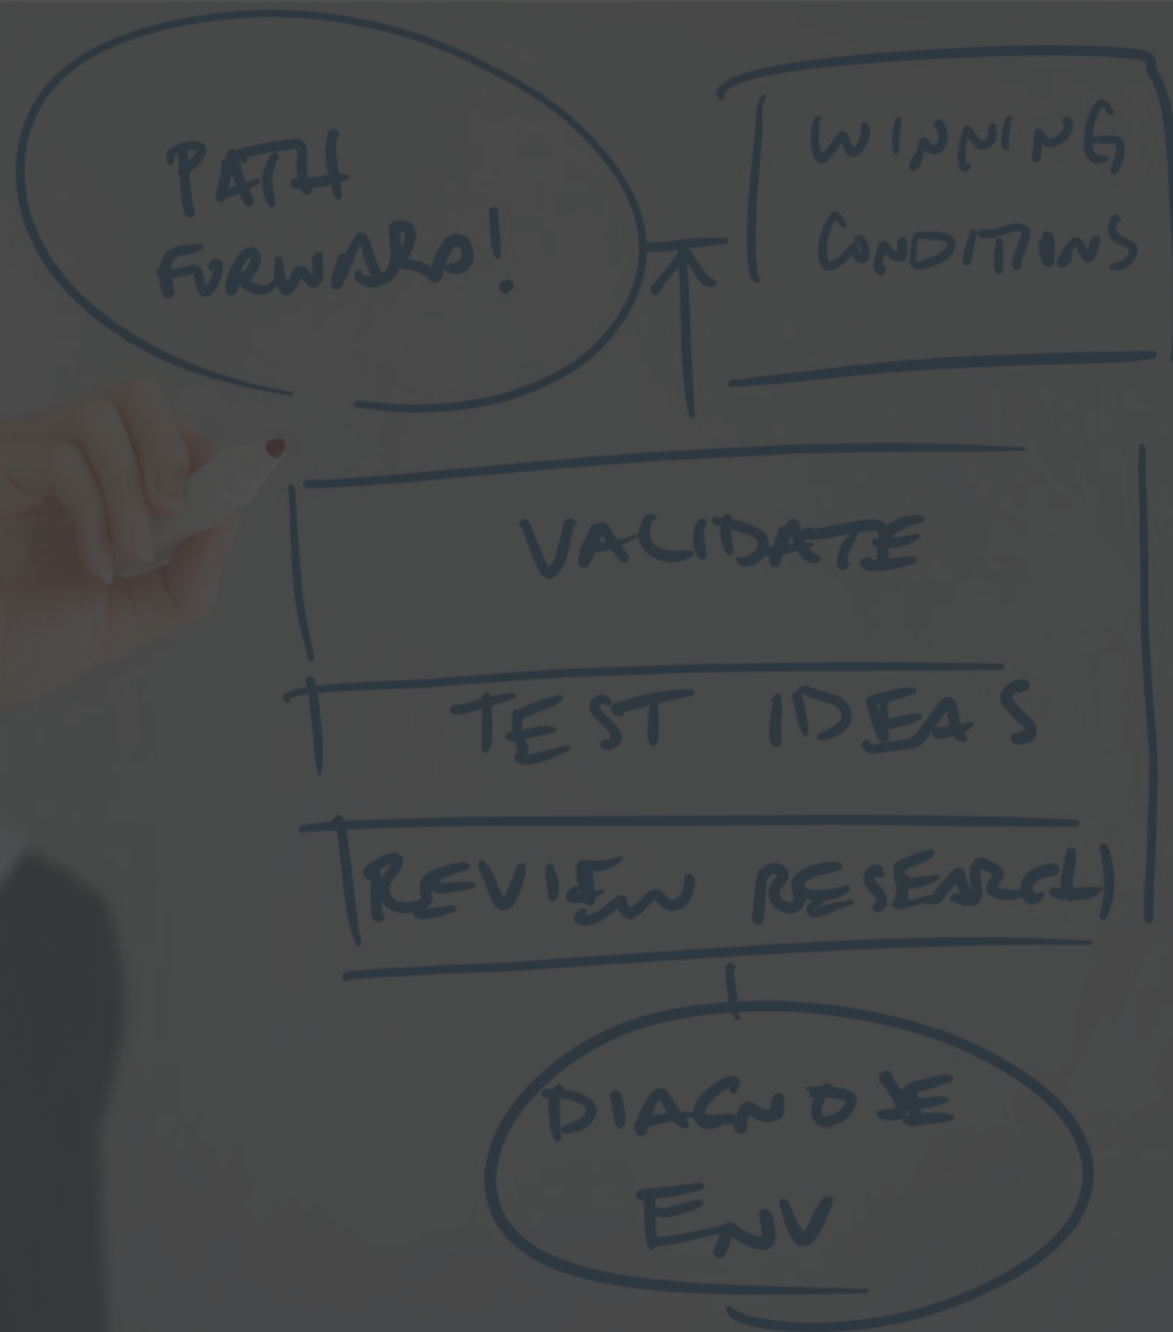 PATH
FORWARD!
WINNING
CONDITIONS
VALIDATE
TEST IDEAS
REVIEW RESEARCH
DIAGNOSE
ENV